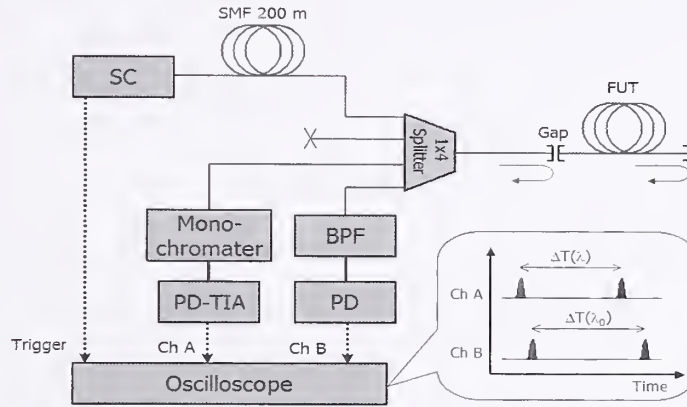 SMF 200 m
SC
FUT
Gap
1x4
Splitter
Mono-
chromater
BPF
PD-TIA
PD
Trigger
Ch A
Ch B
Oscilloscope
ΔT(λ)
Ch A
ΔT(λ₀)
Ch B
Time